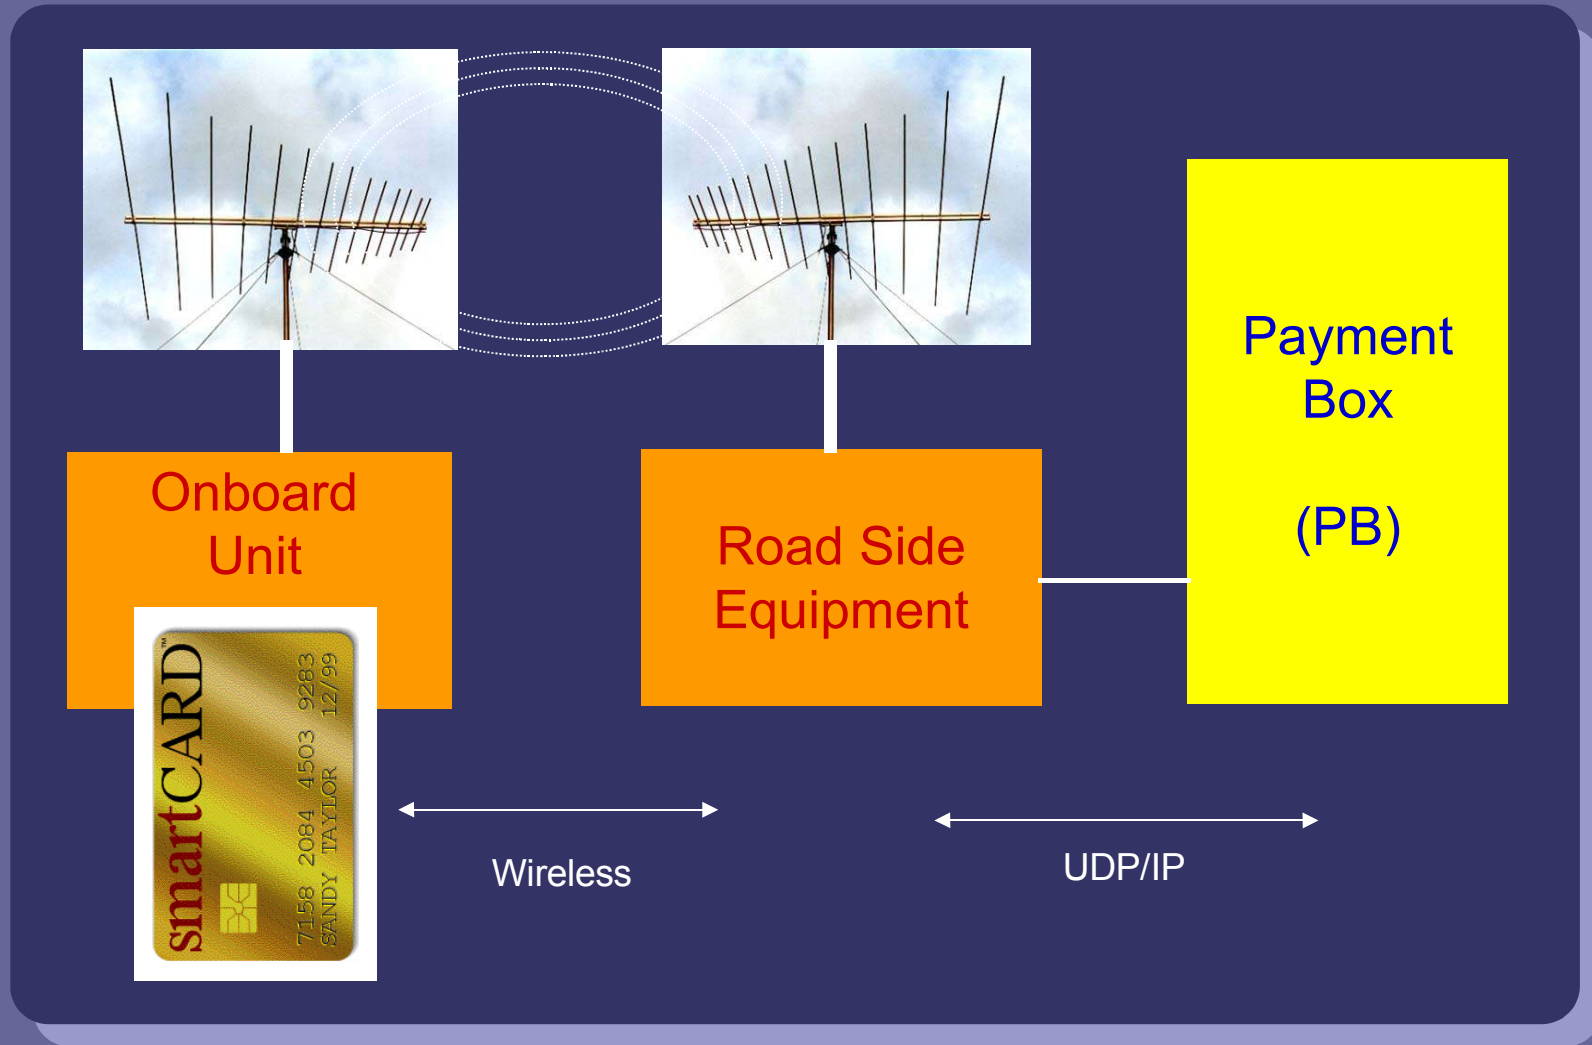 Onboard
Unit
Road Side
Equipment
Payment
Box
(PB)
smartCARD™
7158 2084 4503 9283
SANDY TAYLOR 12/99
Wireless
UDP/IP